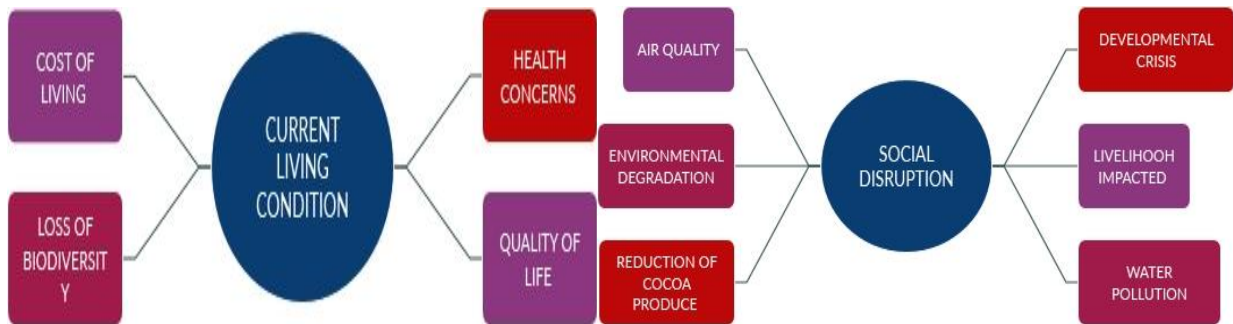 COST OF
LIVING
LOSS OF
BIODIVERSIT
Y
CURRENT
LIVING
CONDITION
HEALTH
CONCERNS
QUALITY OF
LIFE
AIR QUALITY
ENVIRONMENTAL
DEGRADATION
REDUCTION OF
COCOA
PRODUCE
SOCIAL
DISRUPTION
DEVELOPMENTAL
CRISIS
LIVELIHOOH
IMPACTED
WATER
POLLUTION